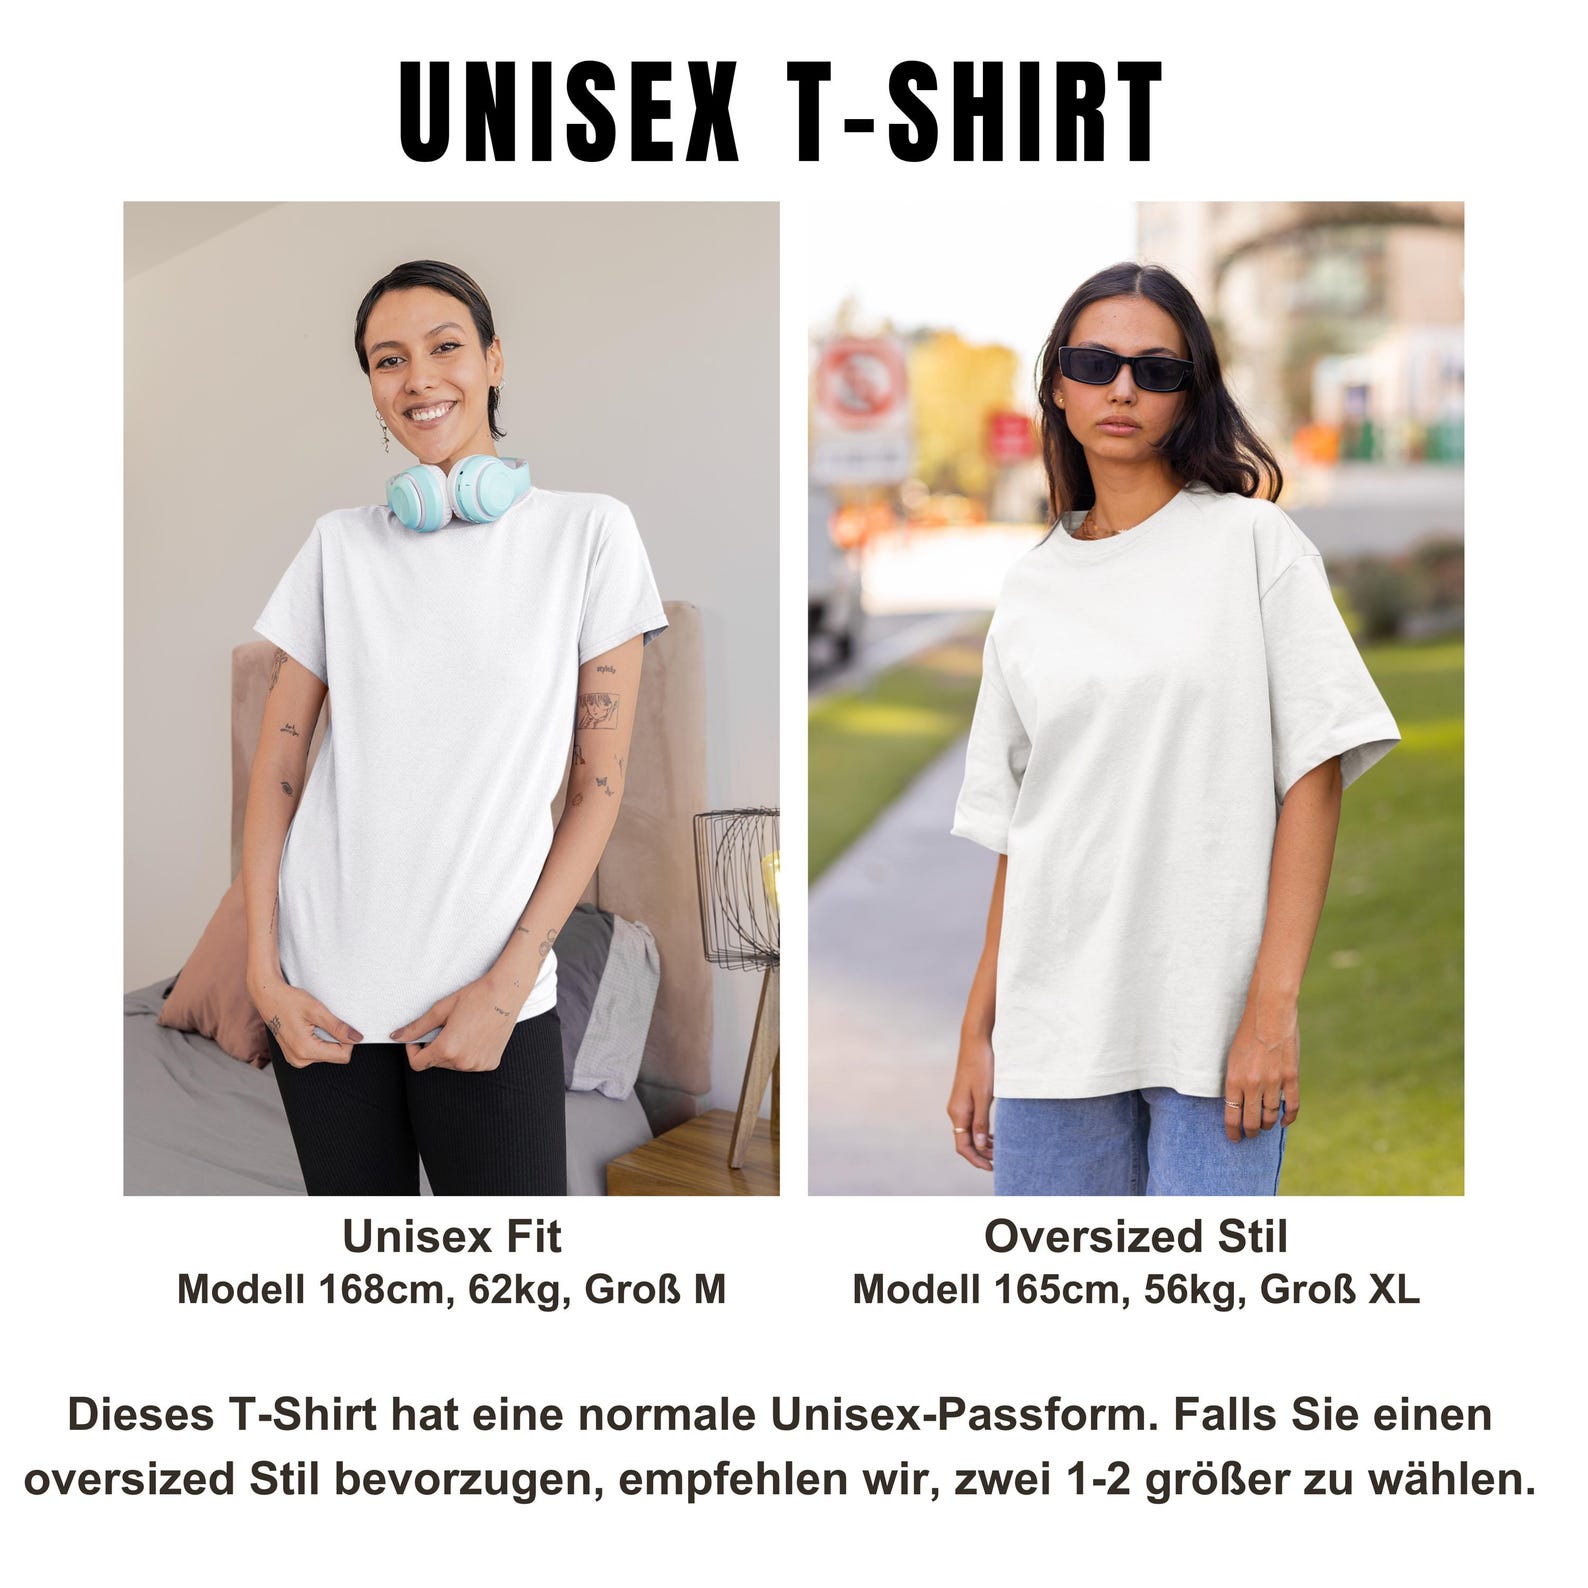 UNISEX T-SHIRT
Unisex Fit
Modell 168cm, 62kg, Groß M
Oversized Stil
Modell 165cm, 56kg, Groß XL
Dieses T-Shirt hat eine normale Unisex-Passform. Falls Sie einen
oversized Stil bevorzugen, empfehlen wir, zwei 1-2 größer zu wählen.